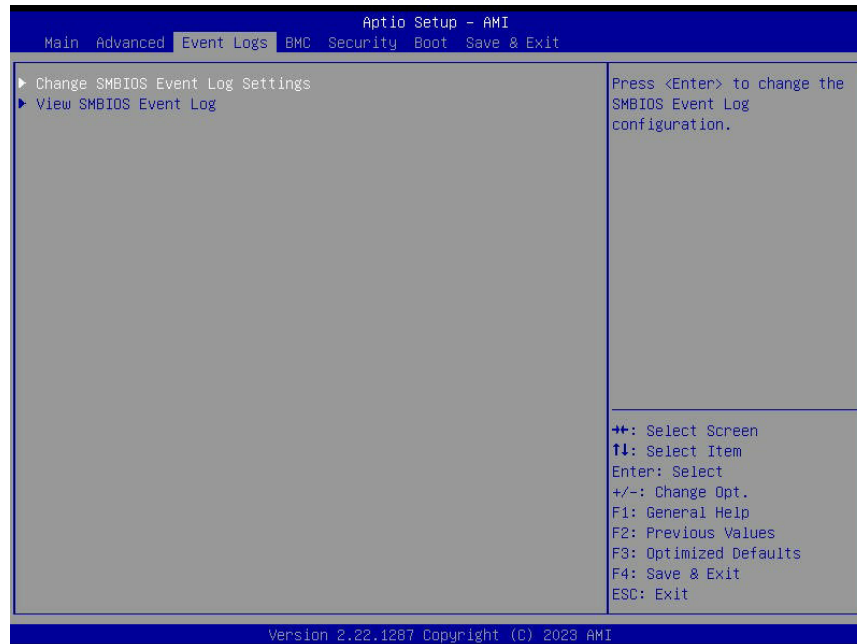 Aptio Setup – AMI
Main Advanced Event Logs BMC Security Boot Save & Exit
▶ Change SMBIOS Event Log Settings
▶ View SMBIOS Event Log
Press <Enter> to change the
SMBIOS Event Log
configuration.
→←: Select Screen
↑↓: Select Item
Enter: Select
+/-: Change Opt.
F1: General Help
F2: Previous Values
F3: Optimized Defaults
F4: Save & Exit
ESC: Exit
Version 2.22.1287 Copyright (C) 2023 AMI